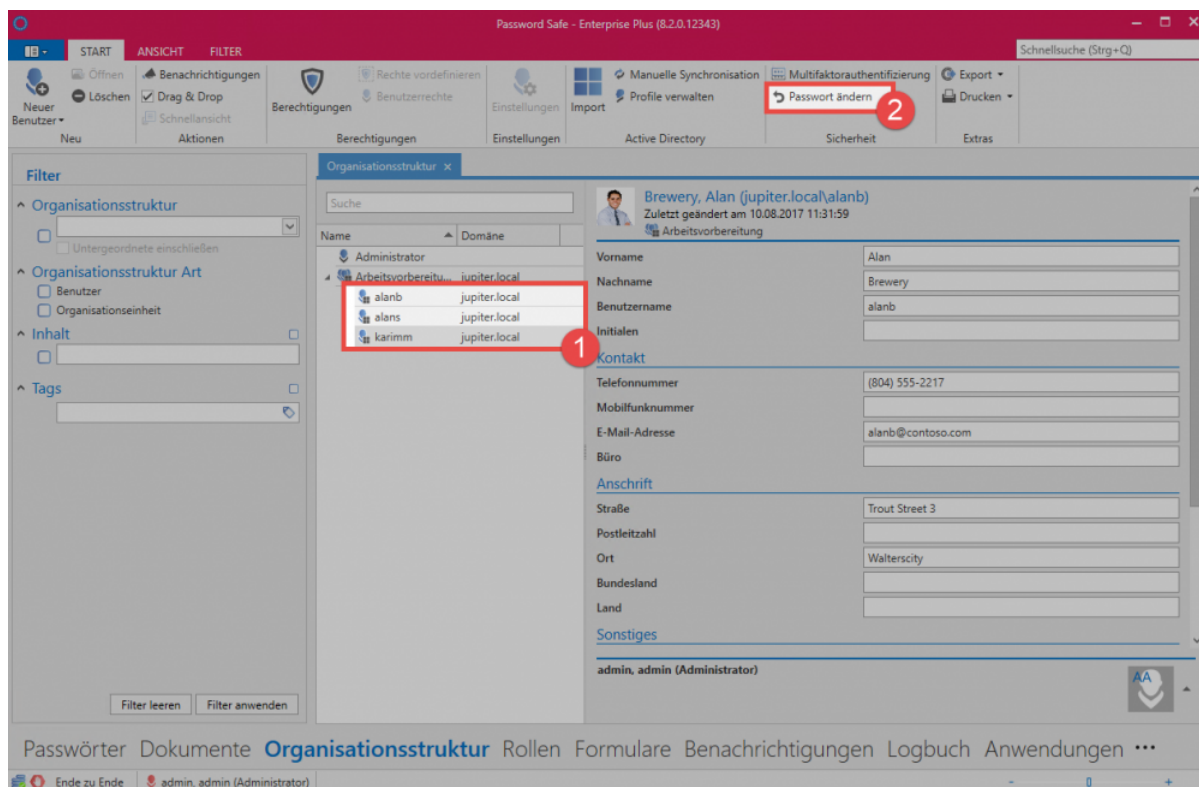 Password Safe - Enterprise Plus (8.2.0.12343)
START ANSICHT FILTER
Schnellsuche (Strg+Q)
Neuer Benutzer
Öffnen
Löschen
Neu
Benachrichtigungen
Drag & Drop
Schnellansicht
Aktionen
Berechtigungen
Rechte vordefinieren
Benutzerrechte
Berechtigungen
Einstellungen
Einstellungen
Import
Manuelle Synchronisation
Profile verwalten
Active Directory
Multifaktorauthentifizierung
Passwort ändern
2
Sicherheit
Export
Drucken
Extras
Filter
Organisationsstruktur
Untergeordnete einschließen
Organisationsstruktur Art
Benutzer
Organisationseinheit
Inhalt
Tags
Filter leeren Filter anwenden
Organisationsstruktur ×
Suche
Name Domäne
Administrator
Arbeitsvorbereitu... jupiter.local
alanb jupiter.local
alans jupiter.local
karimm jupiter.local
1
Brewery, Alan (jupiter.local\alanb)
Zuletzt geändert am 10.08.2017 11:31:59
Arbeitsvorbereitung
Vorname Alan
Nachname Brewery
Benutzername alanb
Initialen
Kontakt
Telefonnummer (804) 555-2217
Mobilfunknummer
E-Mail-Adresse alanb@contoso.com
Büro
Anschrift
Straße Trout Street 3
Postleitzahl
Ort Walterscity
Bundesland
Land
Sonstiges
admin, admin (Administrator)
AA
Passwörter Dokumente Organisationsstruktur Rollen Formulare Benachrichtigungen Logbuch Anwendungen •••
Ende zu Ende admin, admin (Administrator)